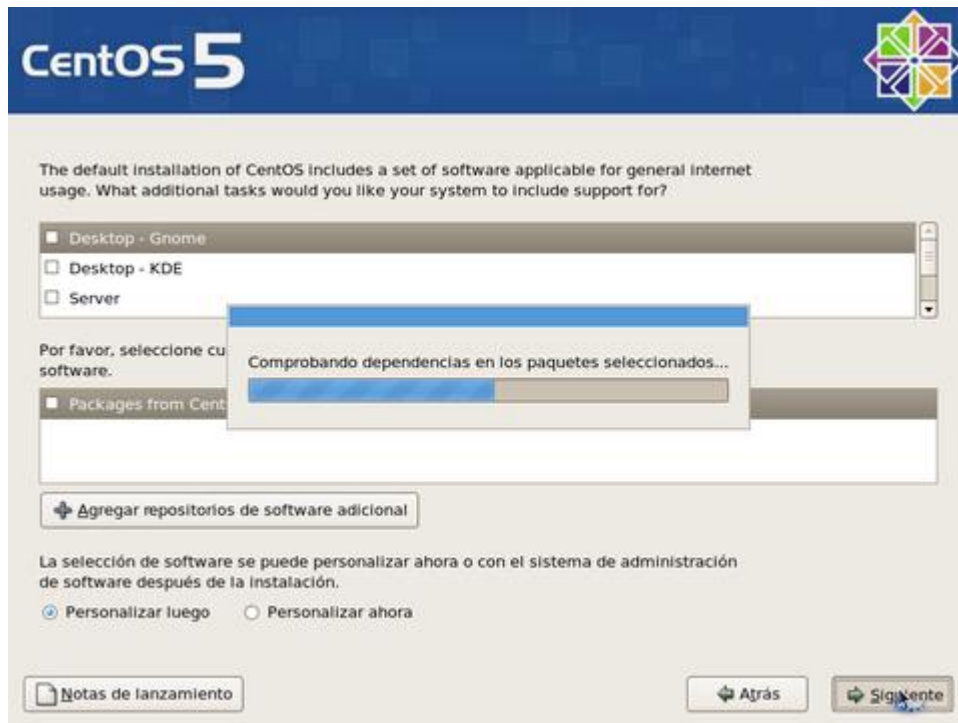 CentOS 5
The default installation of CentOS includes a set of software applicable for general internet
usage. What additional tasks would you like your system to include support for?
Desktop - Gnome
Desktop - KDE
Server
Por favor, seleccione cu
software.
Comprobando dependencias en los paquetes seleccionados...
Packages from Cent
Agregar repositorios de software adicional
La selección de software se puede personalizar ahora o con el sistema de administración
de software después de la instalación.
Personalizar luego Personalizar ahora
Notas de lanzamiento Atrás Siguiente